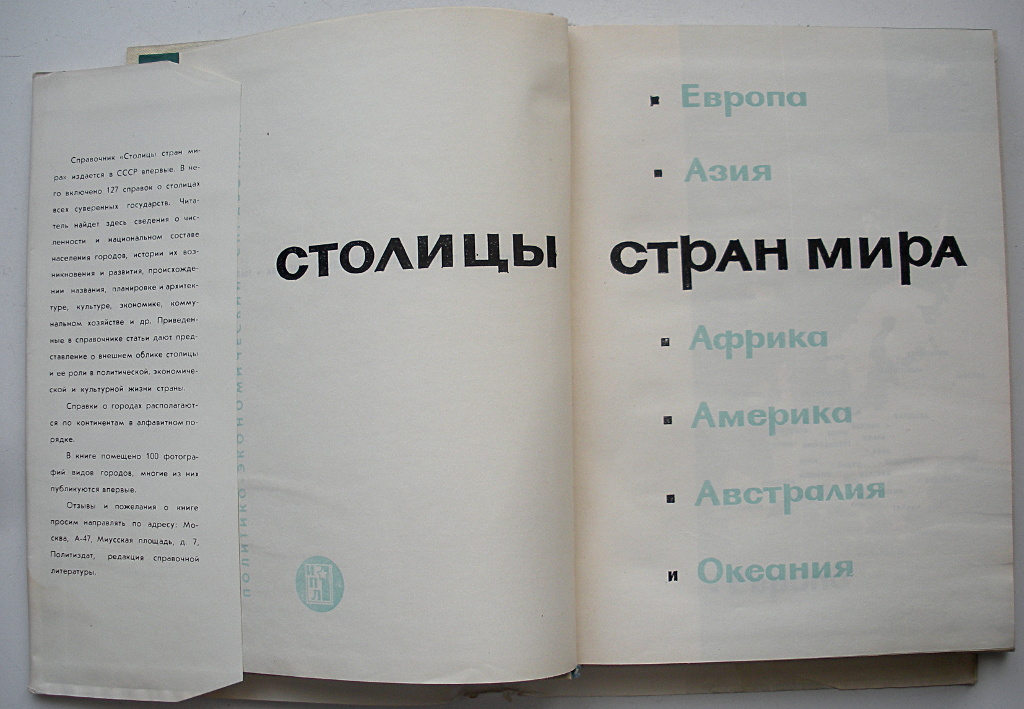 Справочник «Столицы стран ми-
ра» издается в СССР впервые. В не-
го включено 127 справок о столицах
всех суверенных государств. Чита-
тель найдет здесь сведения о чис-
ленности и национальном составе
населения городов, истории их воз-
никновения и развития, происхожде-
нии названия, планировке и архитек-
туре, культуре, экономике, комму-
нальном хозяйстве и др. Приведен-
ные в справочнике статьи дают пред-
ставление о внешнем облике столицы
и ее роли в политической, экономиче-
ской и культурной жизни страны.
Справки о городах располагают-
ся по континентам в алфавитном по-
рядке.
В книге помещено 100 фотогра-
фий видов городов, многие из них
публикуются впервые.
Отзывы и пожелания о книге
просим направлять по адресу: Мо-
сква, А-47, Миусская площадь, д. 7,
Политиздат, редакция справочной
литературы.
ПОЛИТИКО-ЭКОНОМИЧЕСКИЙ
СТОЛИЦЫ
ИПЛ
▪ Европа
▪ Азия
СТРАН МИРА
▪ Африка
▪ Америка
▪ Австралия
и Океания